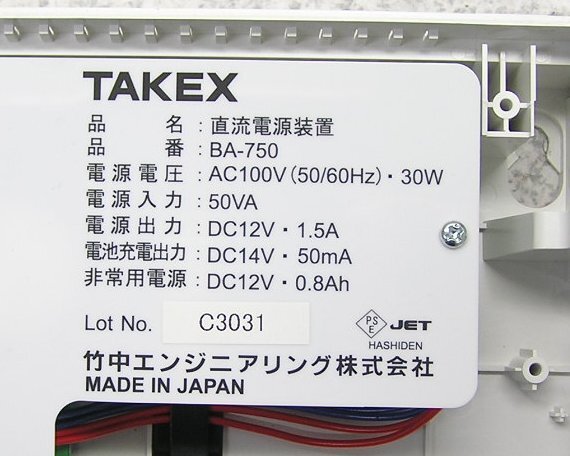 TAKEX
品 名 : 直流電源装置
品 番 : BA-750
電源電圧 : AC100V (50/60Hz)・30W
電源入力 : 50VA
電源出力 : DC12V・1.5A
電池充電出力 : DC14V・50mA
非常用電源 : DC12V・0.8Ah
Lot No. C3031
PS E JET
HASHIDEN
竹中エンジニアリング株式会社
MADE IN JAPAN